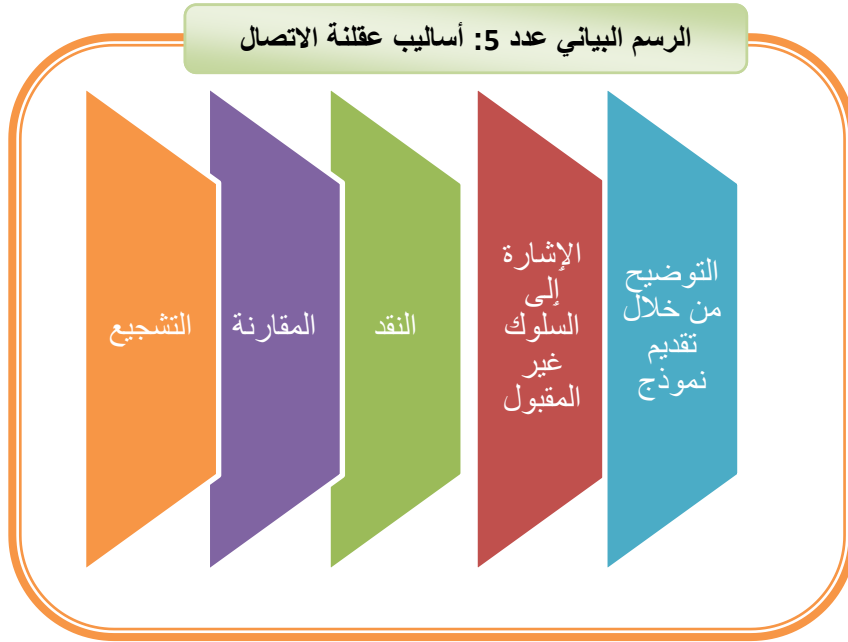 الرسم البياني عدد 5: أساليب عقلنة الاتصال
التوضيح
من خلال
تقديم
نموذج
الإشارة
إلى
السلوك
غير
المقبول
النقد
المقارنة
التشجيع